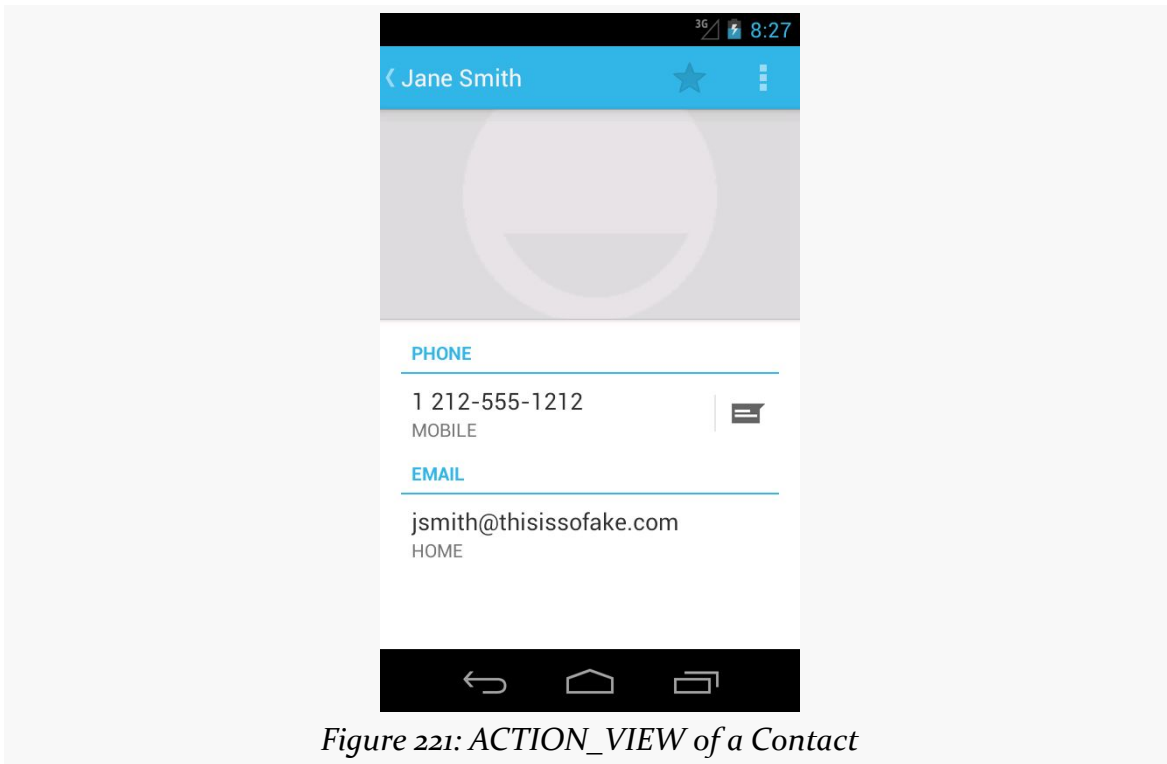 3G 8:27
Jane Smith
PHONE
1 212-555-1212
MOBILE
EMAIL
jsmith@thisissofake.com
HOME
Figure 221: ACTION_VIEW of a Contact